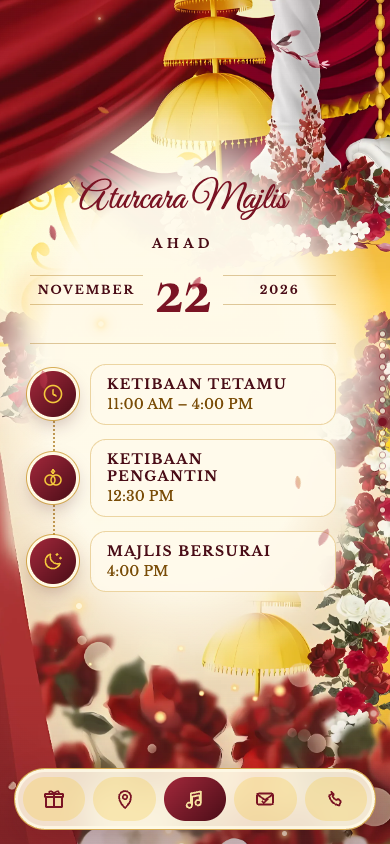 Aturcara Majlis
AHAD
NOVEMBER 22 2026
KETIBAAN TETAMU
11:00 AM – 4:00 PM
KETIBAAN
PENGANTIN
12:30 PM
MAJLIS BERSURAI
4:00 PM